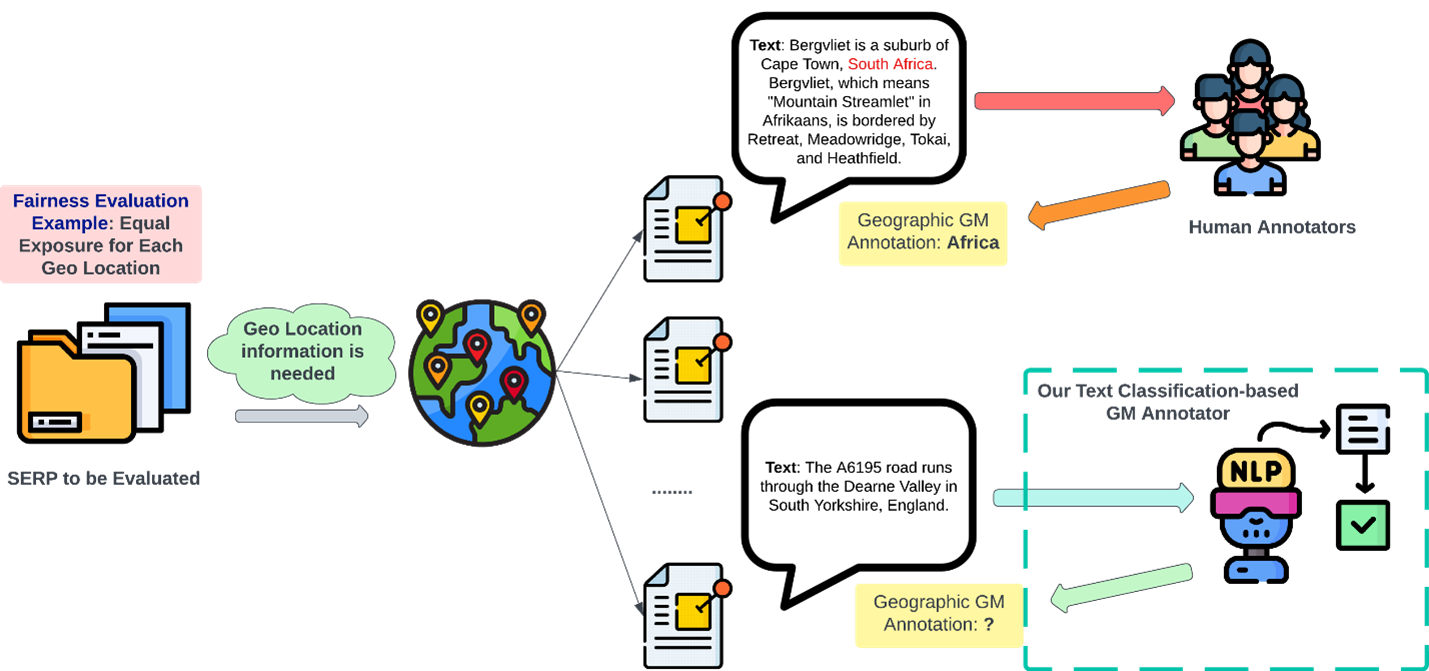 Fairness Evaluation
Example: Equal
Exposure for Each
Geo Location
SERP to be Evaluated
Geo Location
information is
needed
Text: Bergvliet is a suburb of
Cape Town, South Africa.
Bergvliet, which means
"Mountain Streamlet" in
Afrikaans, is bordered by
Retreat, Meadowridge, Tokai,
and Heathfield.
Geographic GM
Annotation: Africa
Human Annotators
........
Text: The A6195 road runs
through the Dearne Valley in
South Yorkshire, England.
Geographic GM
Annotation: ?
Our Text Classification-based
GM Annotator
NLP